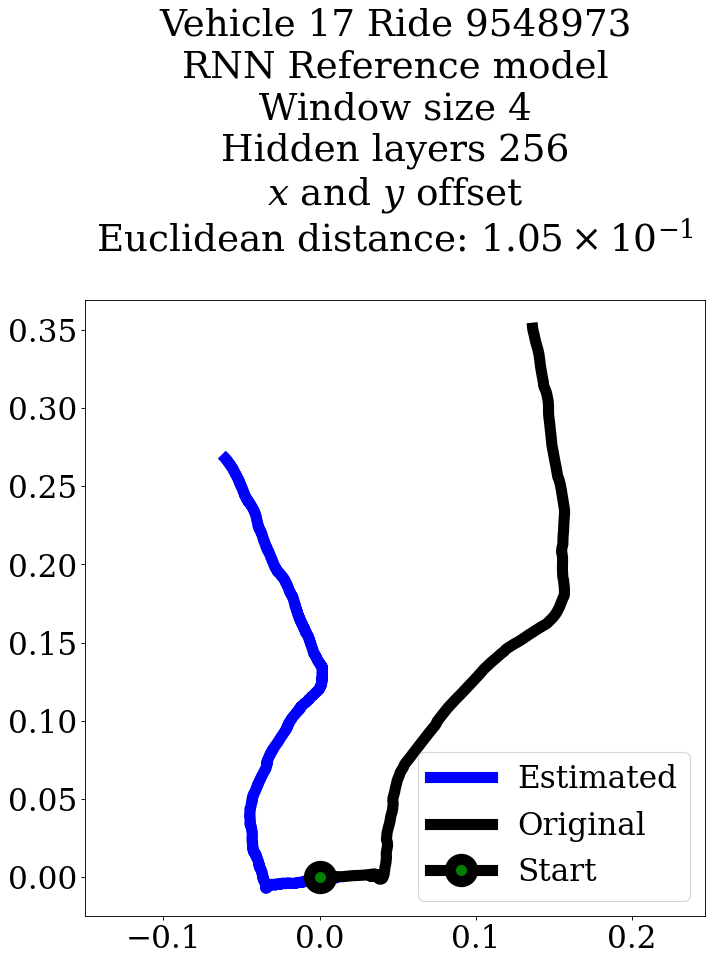 Vehicle 17 Ride 9548973
RNN Reference model
Window size 4
Hidden layers 256
x and y offset
Euclidean distance: 1.05 × 10⁻¹
0.35
0.30
0.25
0.20
0.15
0.10
0.05
0.00
−0.1
0.0
0.1
0.2
Estimated
Original
Start